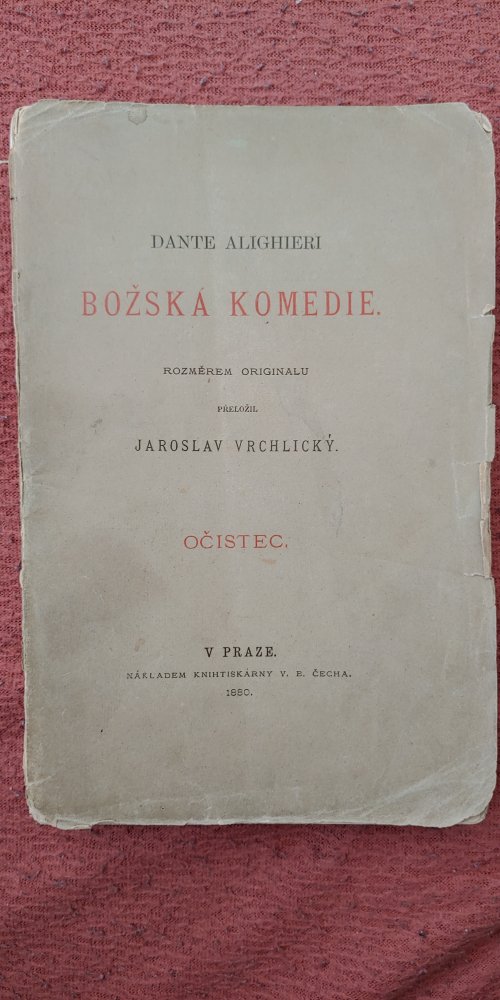 DANTE ALIGHIERI
BOŽSKÁ KOMEDIE.
ROZMĚREM ORIGINALU
PŘELOŽIL
JAROSLAV VRCHLICKÝ.
OČISTEC.
V PRAZE.
NÁKLADEM KNIHTISKÁRNY V. E. ČECHA.
1880.